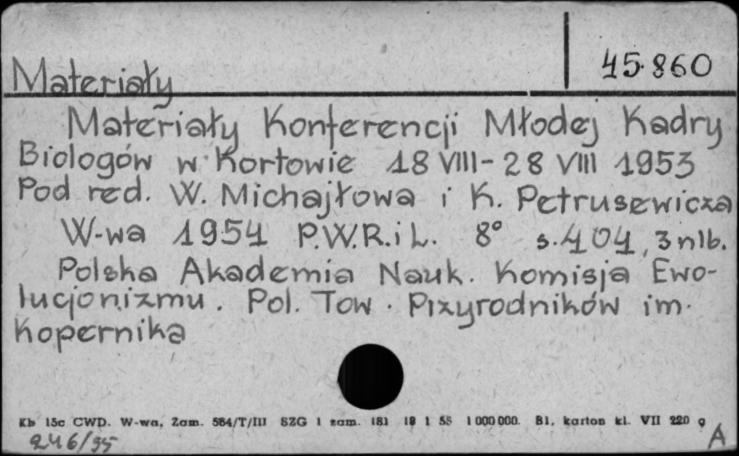 45.860
Materiały
Materiały Konferencji Młodej Kadry
Biologów w Kortowie 18 VIII - 28 VIII 1953
Pod red. W. Michajłowa i K. Petrusewicza
W-wa 1954 P.W.R.i L. 8° s. 404, 3 nlb.
Polska Akademia Nauk. Komisja Ewo-
lucjonizmu. Pol. Tow. Przyrodników im.
Kopernika
Kb 15c CWD. W-wa, Zam. 584/T/III SZG 1 zam. 181 18 1 55 1 000 000. Bl. karton kl. VII 220 g
246/95 A